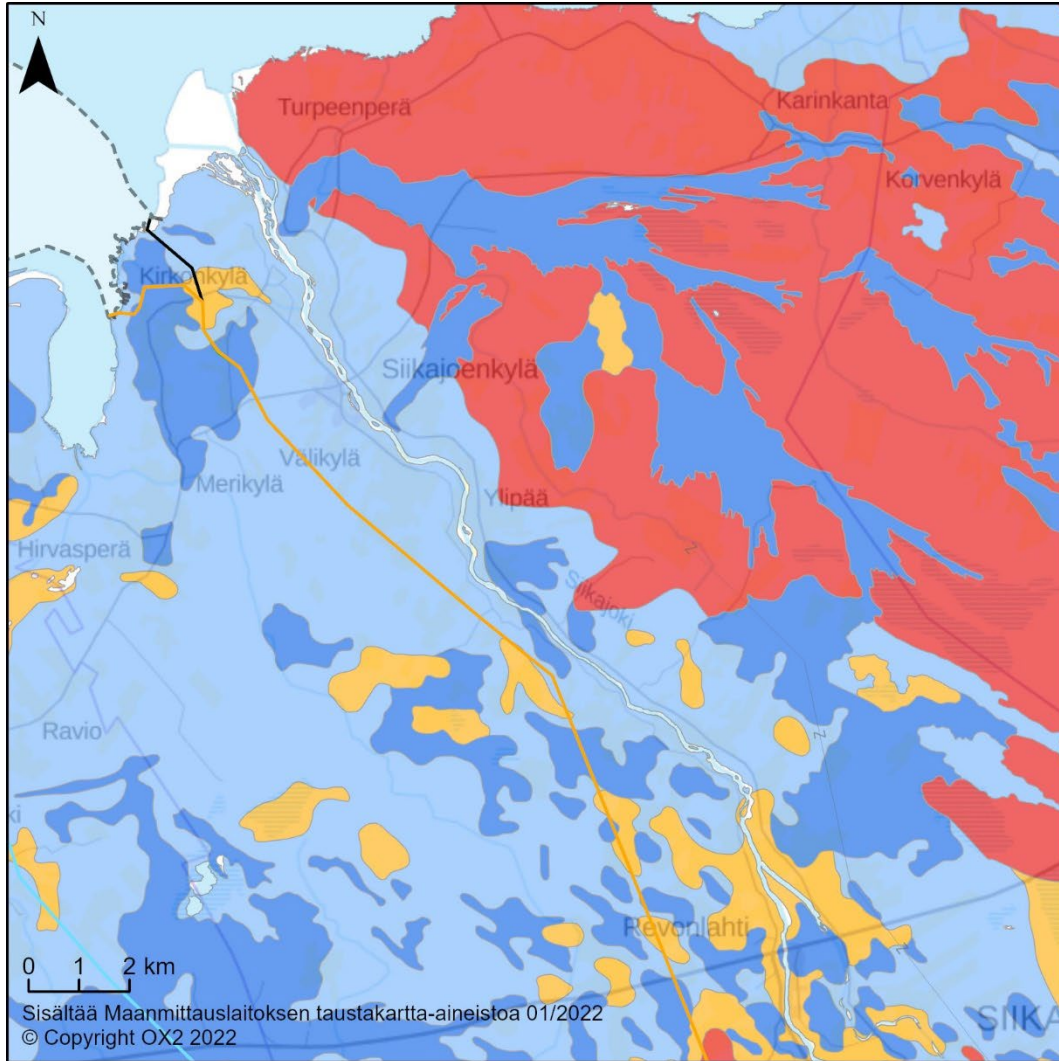 N
Turpeenperä
Karinkanta
Korvenkylä
Kirkonkylä
Siikajoenkylä
Välikylä
Merikylä
Ylipää
Hirvasperä
Siikajoki
Ravio
ki
Revonlahti
0 1 2 km
Sisältää Maanmittauslaitoksen taustakartta-aineistoa 01/2022
SIIKA
© Copyright OX2 2022